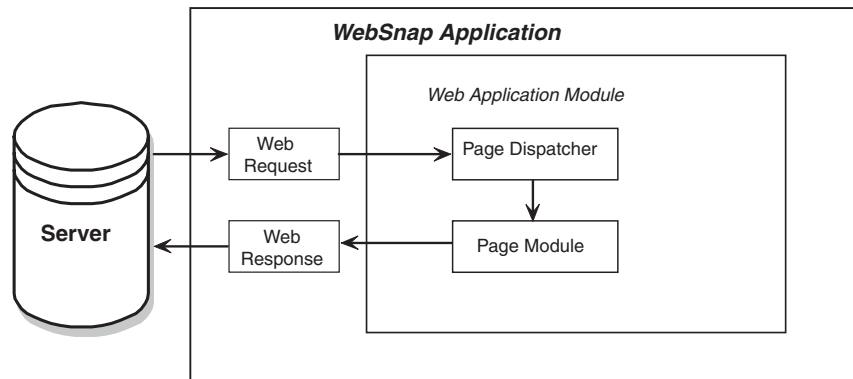 WebSnap Application
Web Application Module
Web
Request
Page Dispatcher
Server
Web
Response
Page Module